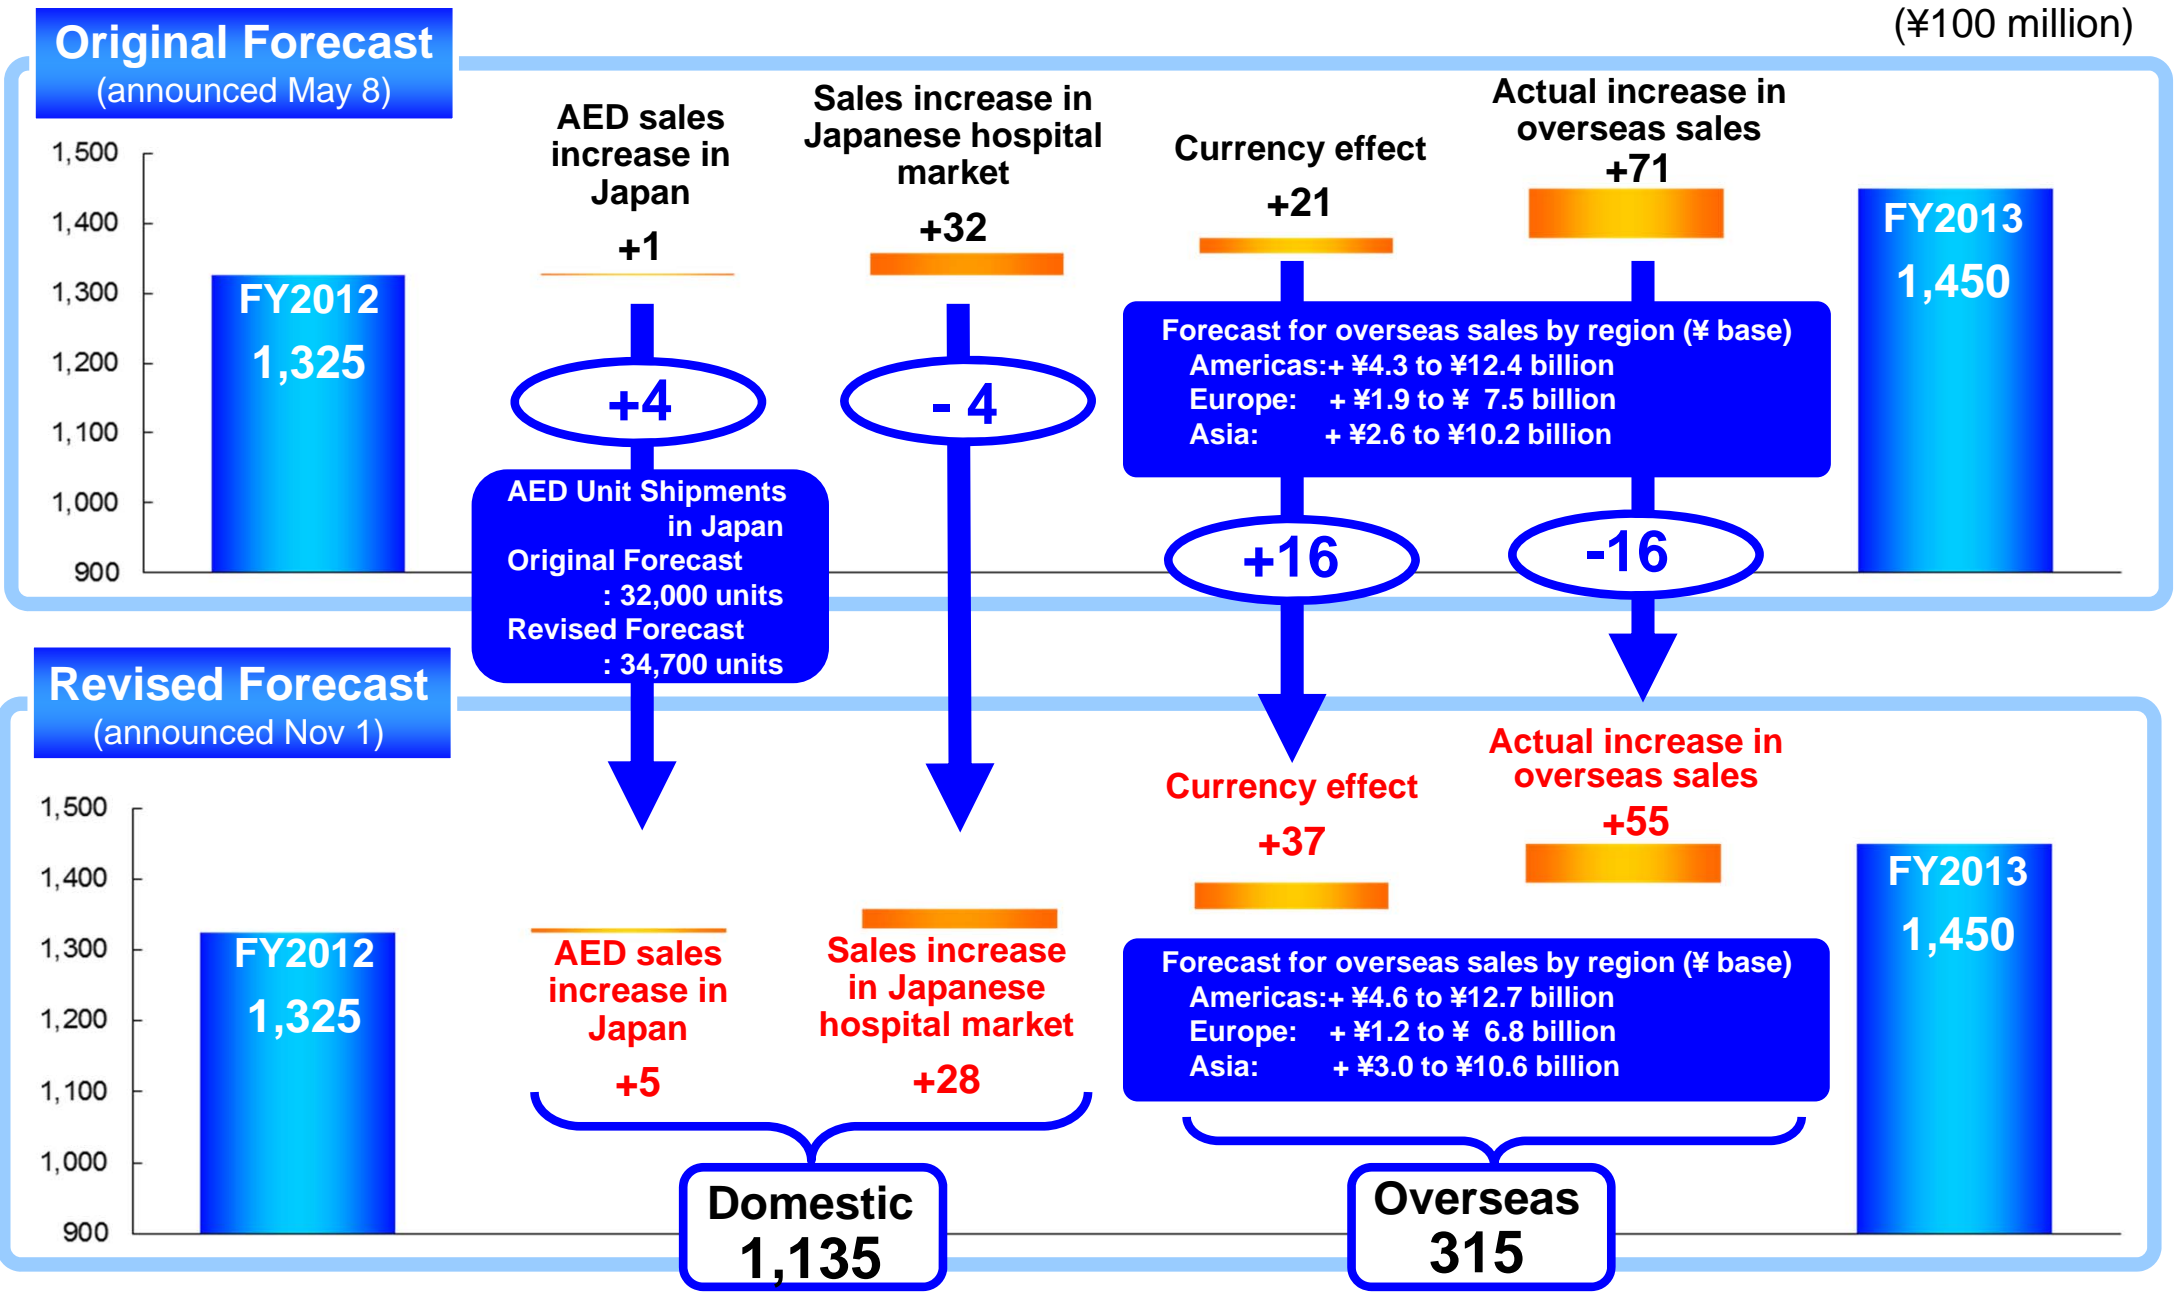 (¥100 million)
Original Forecast
(announced May 8)
1,500
1,400
1,300
1,200
1,100
1,000
900
FY2012
1,325
AED sales
increase in
Japan
+1
Sales increase in
Japanese hospital
market
+32
Currency effect
+21
Actual increase in
overseas sales
+71
FY2013
1,450
+4
- 4
Forecast for overseas sales by region (¥ base)
Americas:+ ¥4.3 to ¥12.4 billion
Europe: + ¥1.9 to ¥ 7.5 billion
Asia: + ¥2.6 to ¥10.2 billion
AED Unit Shipments
in Japan
Original Forecast
: 32,000 units
Revised Forecast
: 34,700 units
+16
-16
Revised Forecast
(announced Nov 1)
1,500
1,400
1,300
1,200
1,100
1,000
900
FY2012
1,325
AED sales
increase in
Japan
+5
Sales increase
in Japanese
hospital market
+28
Currency effect
+37
Actual increase in
overseas sales
+55
FY2013
1,450
Forecast for overseas sales by region (¥ base)
Americas:+ ¥4.6 to ¥12.7 billion
Europe: + ¥1.2 to ¥ 6.8 billion
Asia: + ¥3.0 to ¥10.6 billion
Domestic
1,135
Overseas
315